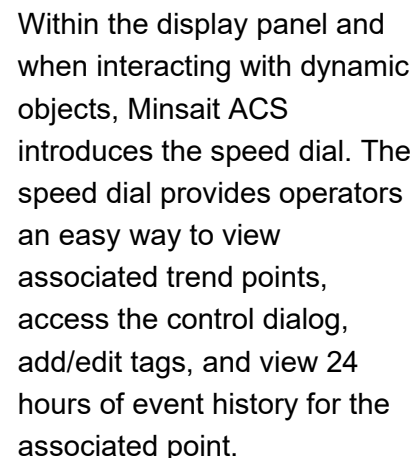 Within the display panel and
when interacting with dynamic
objects, Minsait ACS
introduces the speed dial. The
speed dial provides operators
an easy way to view
associated trend points,
access the control dialog,
add/edit tags, and view 24
hours of event history for the
associated point.